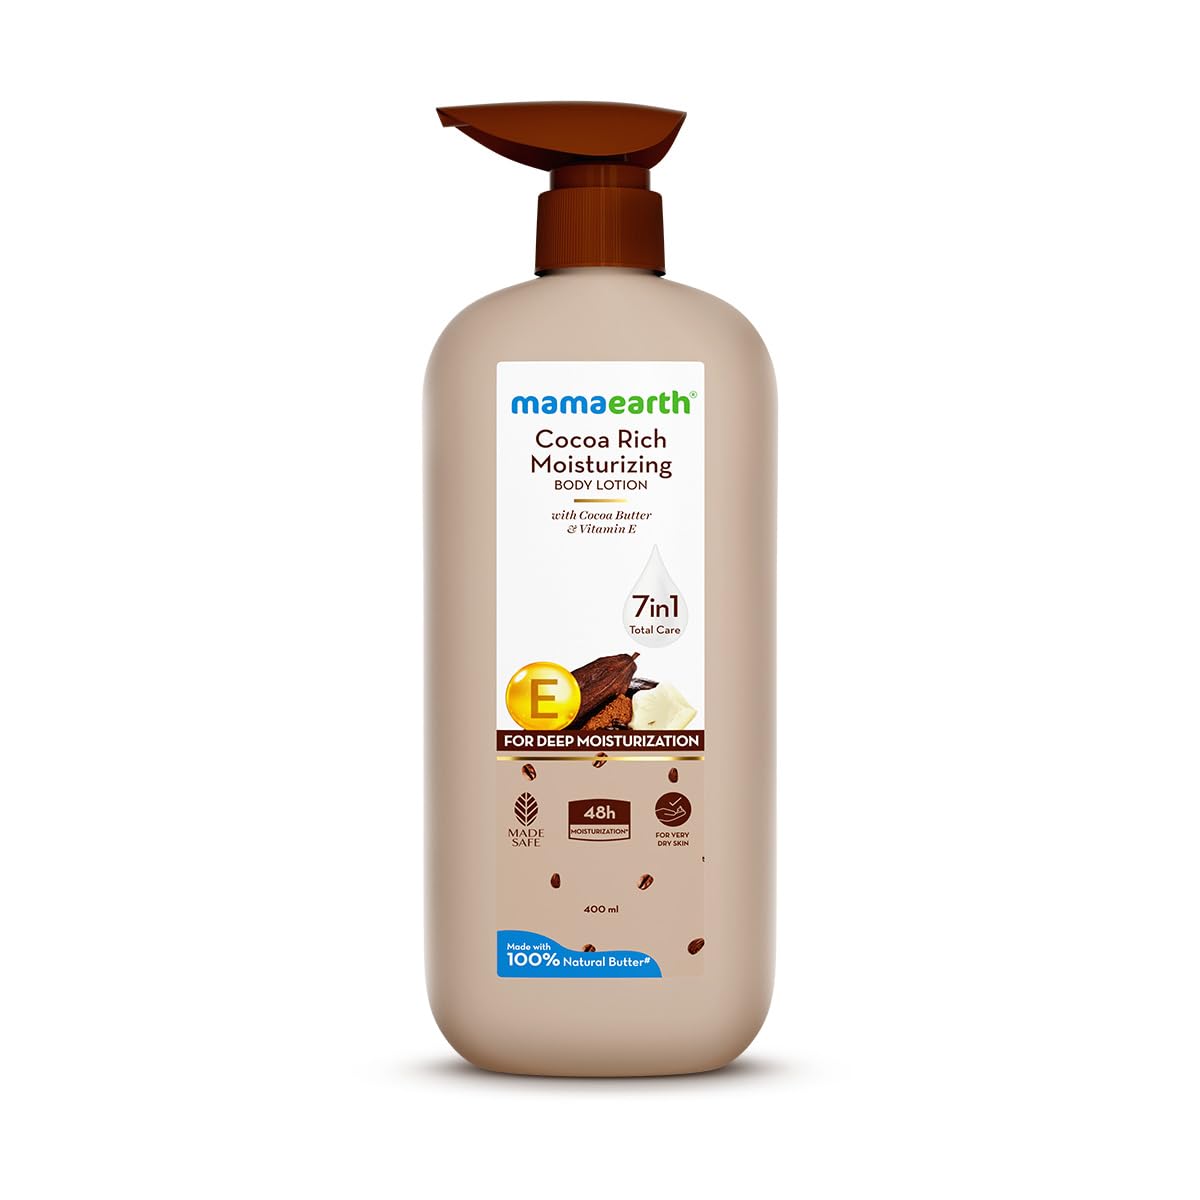 mamaearth®
Cocoa Rich
Moisturizing
BODY LOTION
with Cocoa Butter
& Vitamin E
7in1
Total Care
E
FOR DEEP MOISTURIZATION
MADE
SAFE
48h
MOISTURIZATION*
FOR VERY
DRY SKIN
400 ml
Made with
100% Natural Butter#